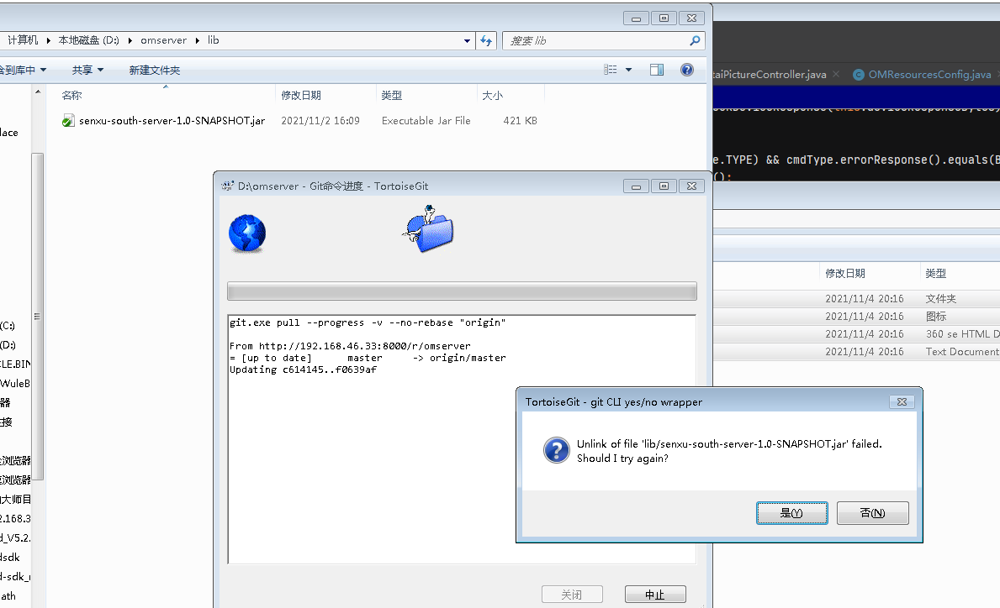 计算机 ▸ 本地磁盘 (D:) ▸ omserver ▸ lib
搜索 lib
含到库中
共享
新建文件夹
名称
修改日期
类型
大小
senxu-south-server-1.0-SNAPSHOT.jar
2021/11/2 16:09
Executable Jar File
421 KB
lace
(C:)
(D:)
CLE.BIN
WuleB
器
连接
浏览器
浏览器
大师目
2.168.3
d_V5.2.
dsdk
ath
taiPictureController.java
OMResourcesConfig.java
e.TYPE) && cmdType.errorResponse().equals(B
();
修改日期
类型
2021/11/4 20:16
文件夹
2021/11/4 20:16
图标
2021/11/4 20:16
360 se HTML D
2021/11/4 20:16
Text Document
D:\omserver - Git命令进度 - TortoiseGit
git.exe pull --progress -v --no-rebase "origin"
From http://192.168.46.33:8000/r/omserver
= [up to date] master -> origin/master
Updating c614145..f0639af
关闭
中止
TortoiseGit - git CLI yes/no wrapper
Unlink of file 'lib/senxu-south-server-1.0-SNAPSHOT.jar' failed.
Should I try again?
是(Y)
否(N)